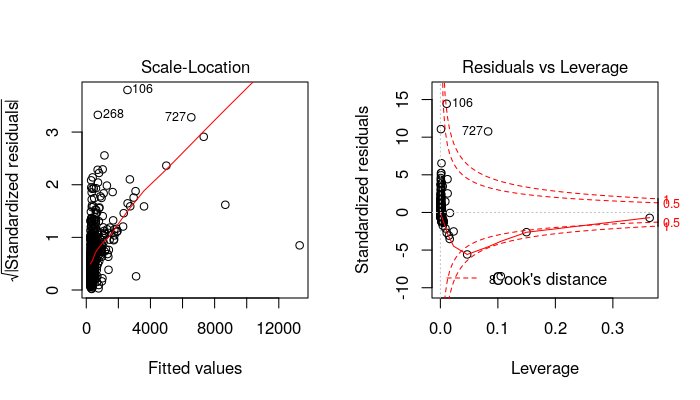 Scale-Location
√|Standardized residuals|
3
2
1
0
106
268
727
0 4000 8000 12000
Fitted values
Residuals vs Leverage
Standardized residuals
15
10
5
0
-5
-10
106
727
1
0.5
0.5
1
Cook's distance
0.0 0.1 0.2 0.3
Leverage